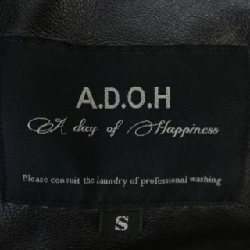 A.D.O.H
A day of Happiness
Please consult the laundry of professional washing
S